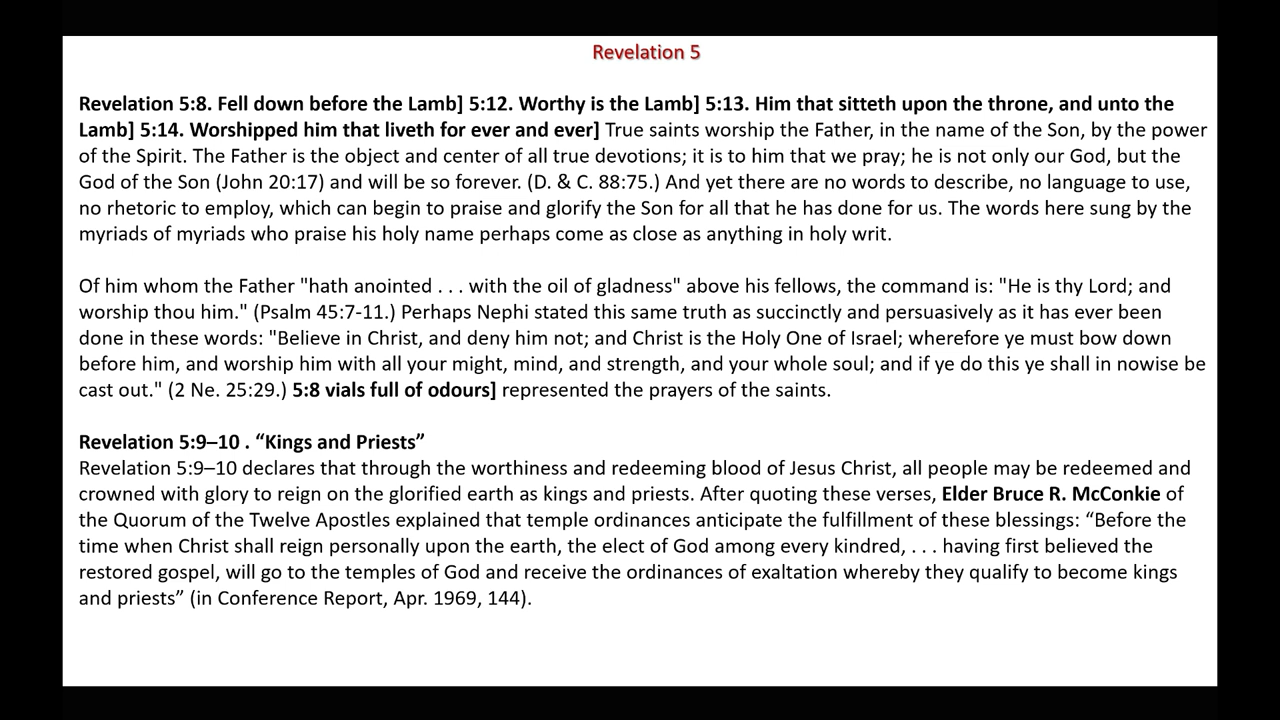 Revelation 5
Revelation 5:8. Fell down before the Lamb] 5:12. Worthy is the Lamb] 5:13. Him that sitteth upon the throne, and unto the
Lamb] 5:14. Worshipped him that liveth for ever and ever] True saints worship the Father, in the name of the Son, by the power
of the Spirit. The Father is the object and center of all true devotions; it is to him that we pray; he is not only our God, but the
God of the Son (John 20:17) and will be so forever. (D. & C. 88:75.) And yet there are no words to describe, no language to use,
no rhetoric to employ, which can begin to praise and glorify the Son for all that he has done for us. The words here sung by the
myriads of myriads who praise his holy name perhaps come as close as anything in holy writ.
Of him whom the Father "hath anointed . . . with the oil of gladness" above his fellows, the command is: "He is thy Lord; and
worship thou him." (Psalm 45:7-11.) Perhaps Nephi stated this same truth as succinctly and persuasively as it has ever been
done in these words: "Believe in Christ, and deny him not; and Christ is the Holy One of Israel; wherefore ye must bow down
before him, and worship him with all your might, mind, and strength, and your whole soul; and if ye do this ye shall in nowise be
cast out." (2 Ne. 25:29.) 5:8 vials full of odours] represented the prayers of the saints.
Revelation 5:9–10 . “Kings and Priests”
Revelation 5:9–10 declares that through the worthiness and redeeming blood of Jesus Christ, all people may be redeemed and
crowned with glory to reign on the glorified earth as kings and priests. After quoting these verses, Elder Bruce R. McConkie of
the Quorum of the Twelve Apostles explained that temple ordinances anticipate the fulfillment of these blessings: “Before the
time when Christ shall reign personally upon the earth, the elect of God among every kindred, . . . having first believed the
restored gospel, will go to the temples of God and receive the ordinances of exaltation whereby they qualify to become kings
and priests” (in Conference Report, Apr. 1969, 144).